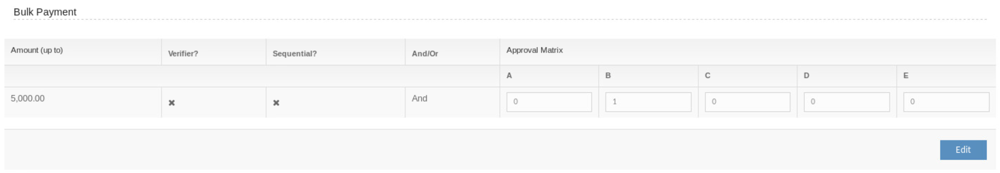 Bulk Payment
Amount (up to) Verifier? Sequential? And/Or Approval Matrix
A B C D E
5,000.00 ✖ ✖ And 0 1 0 0 0
Edit